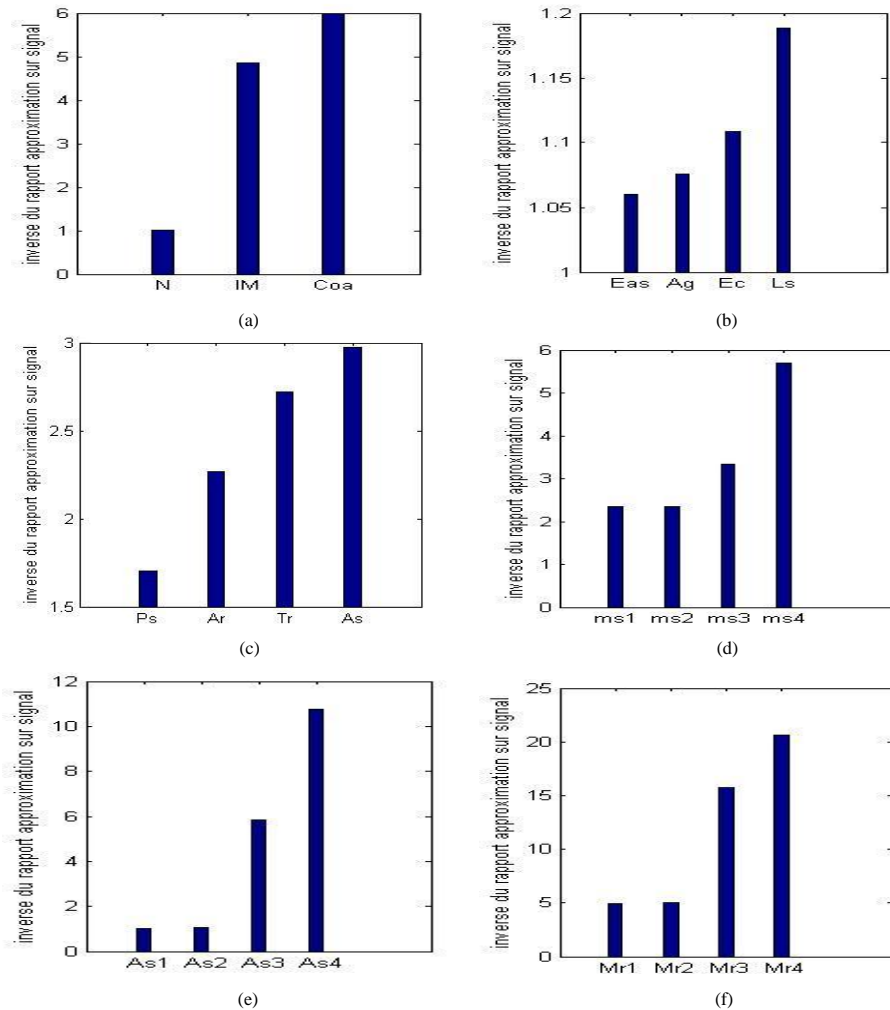 inverse du rapport approximation sur signal
6
5
4
3
2
1
0
N IM Coa
(a)
inverse du rapport approximation sur signal
1.2
1.15
1.1
1.05
1
Eas Ag Ec Ls
(b)
inverse du rapport approximation sur signal
3
2.5
2
1.5
Ps Ar Tr As
(c)
inverse du rapport approximation sur signal
6
5
4
3
2
1
0
ms1 ms2 ms3 ms4
(d)
inverse du rapport approximation sur signal
12
10
8
6
4
2
0
As1 As2 As3 As4
(e)
inverse du rapport approximation sur signal
25
20
15
10
5
0
Mr1 Mr2 Mr3 Mr4
(f)